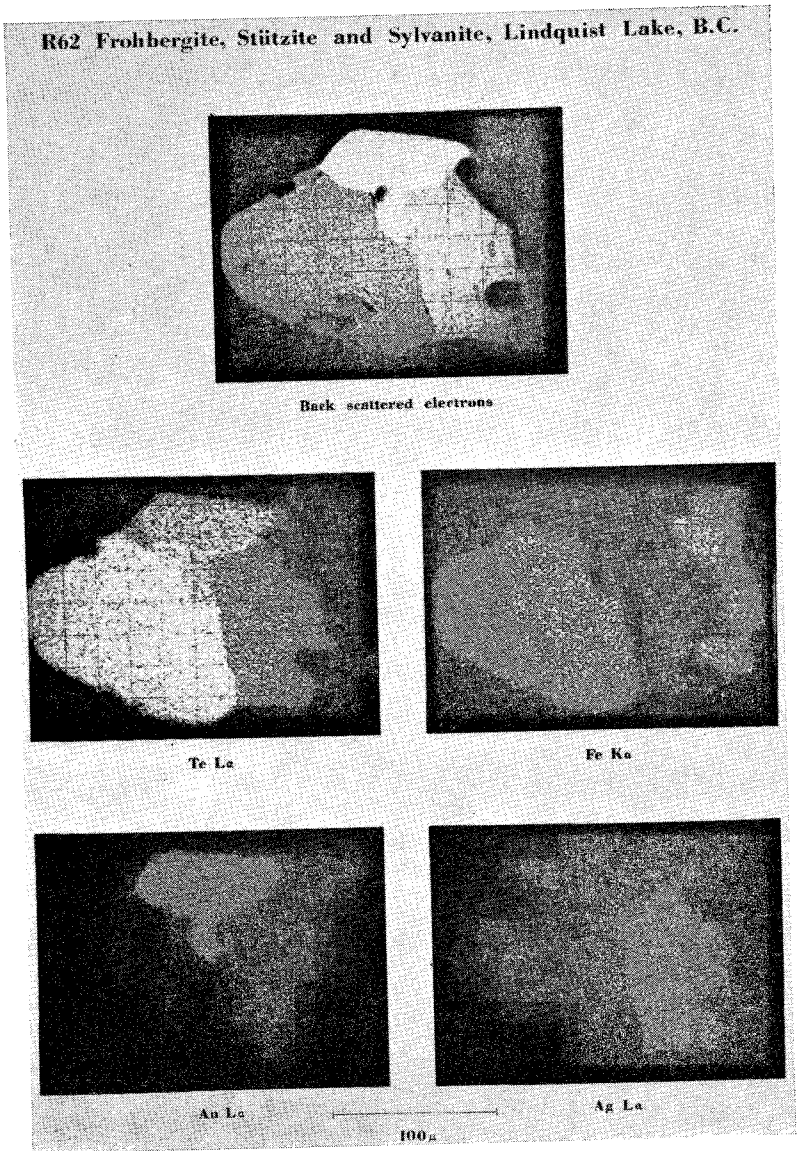 R62 Frohbergite, Stützite and Sylvanite, Lindquist Lake, B.C.
Back scattered electrons
Te Lα
Fe Kα
Au Lα
Ag Lα
100μ